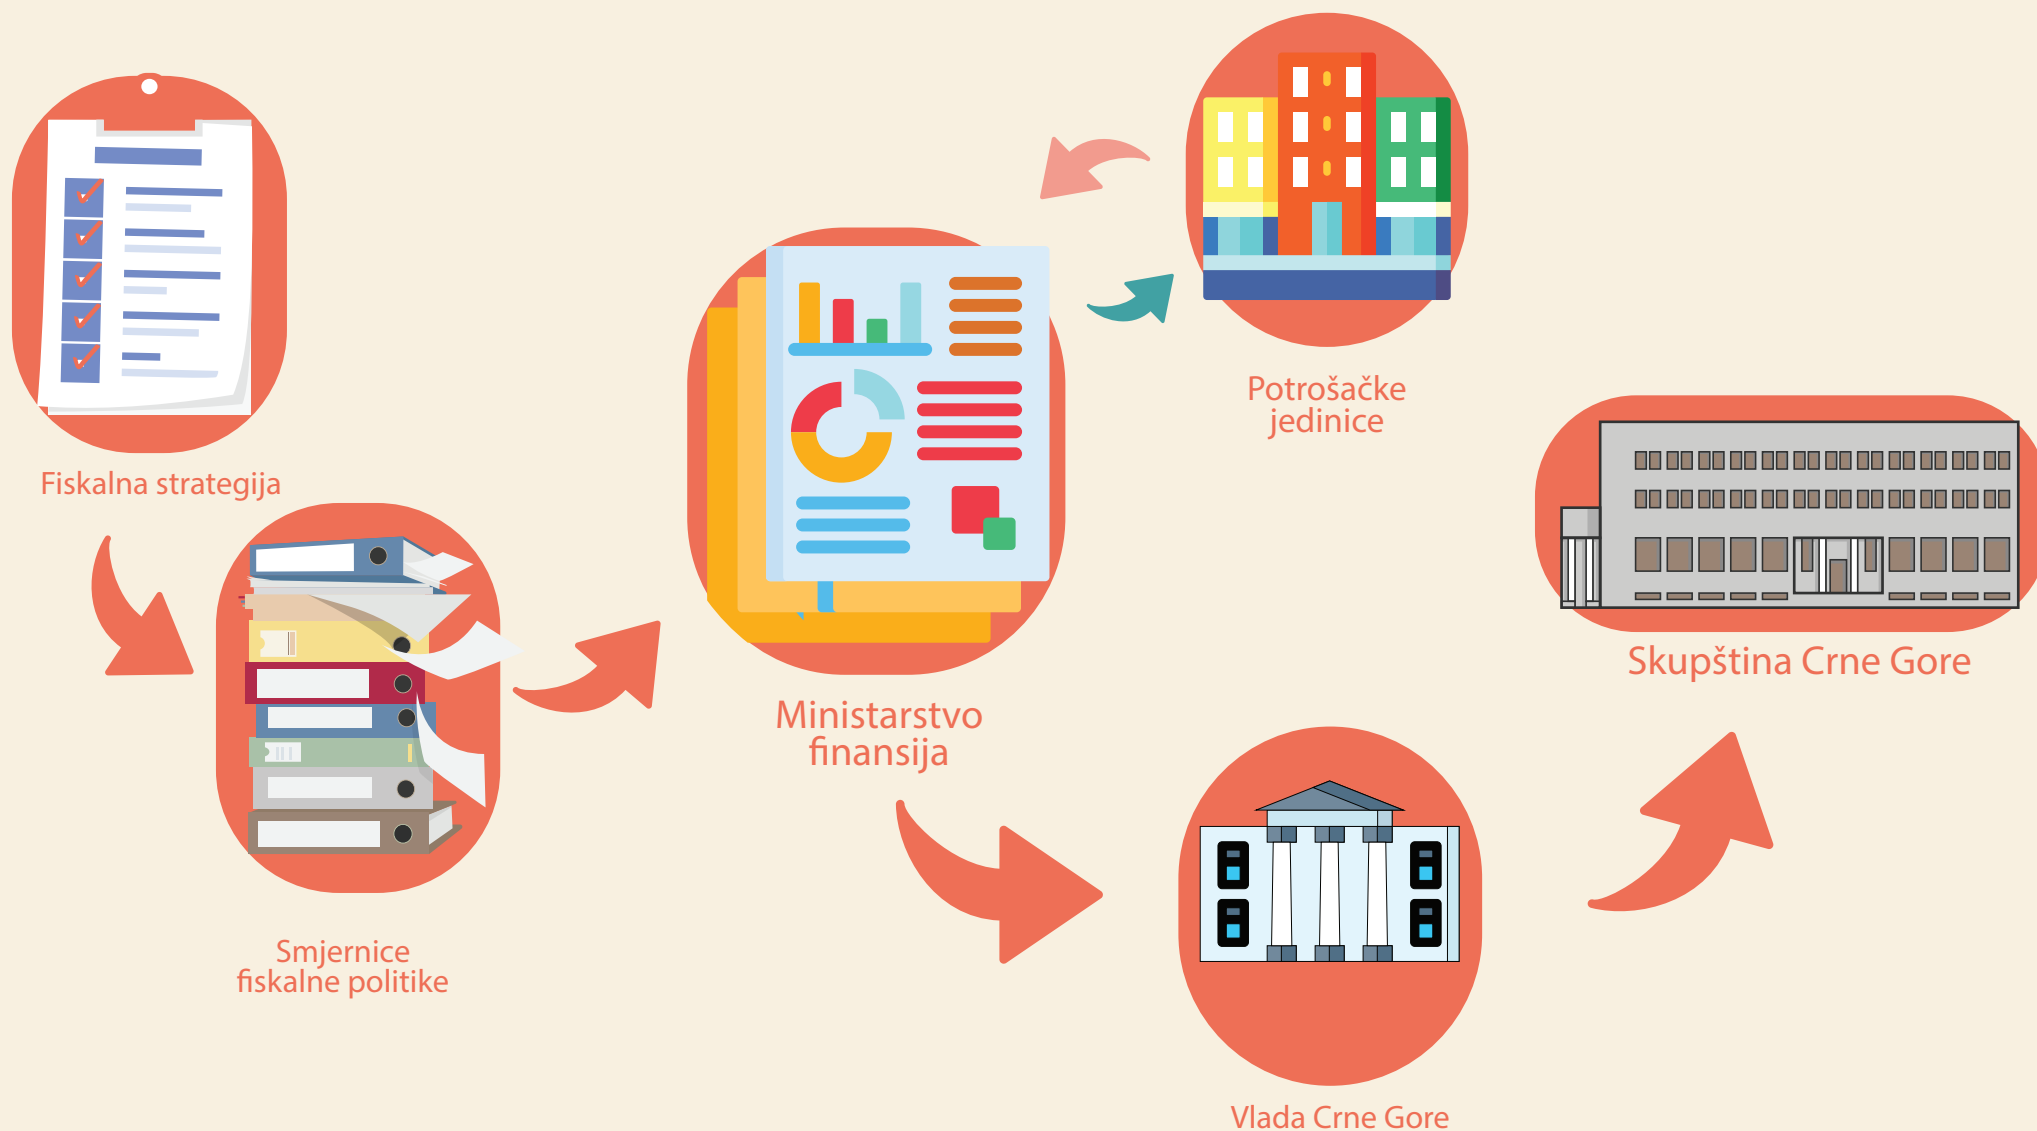 Fiskalna strategija
Smjernice
fiskalne politike
Ministarstvo
finansija
Potrošačke
jedinice
Vlada Crne Gore
Skupština Crne Gore